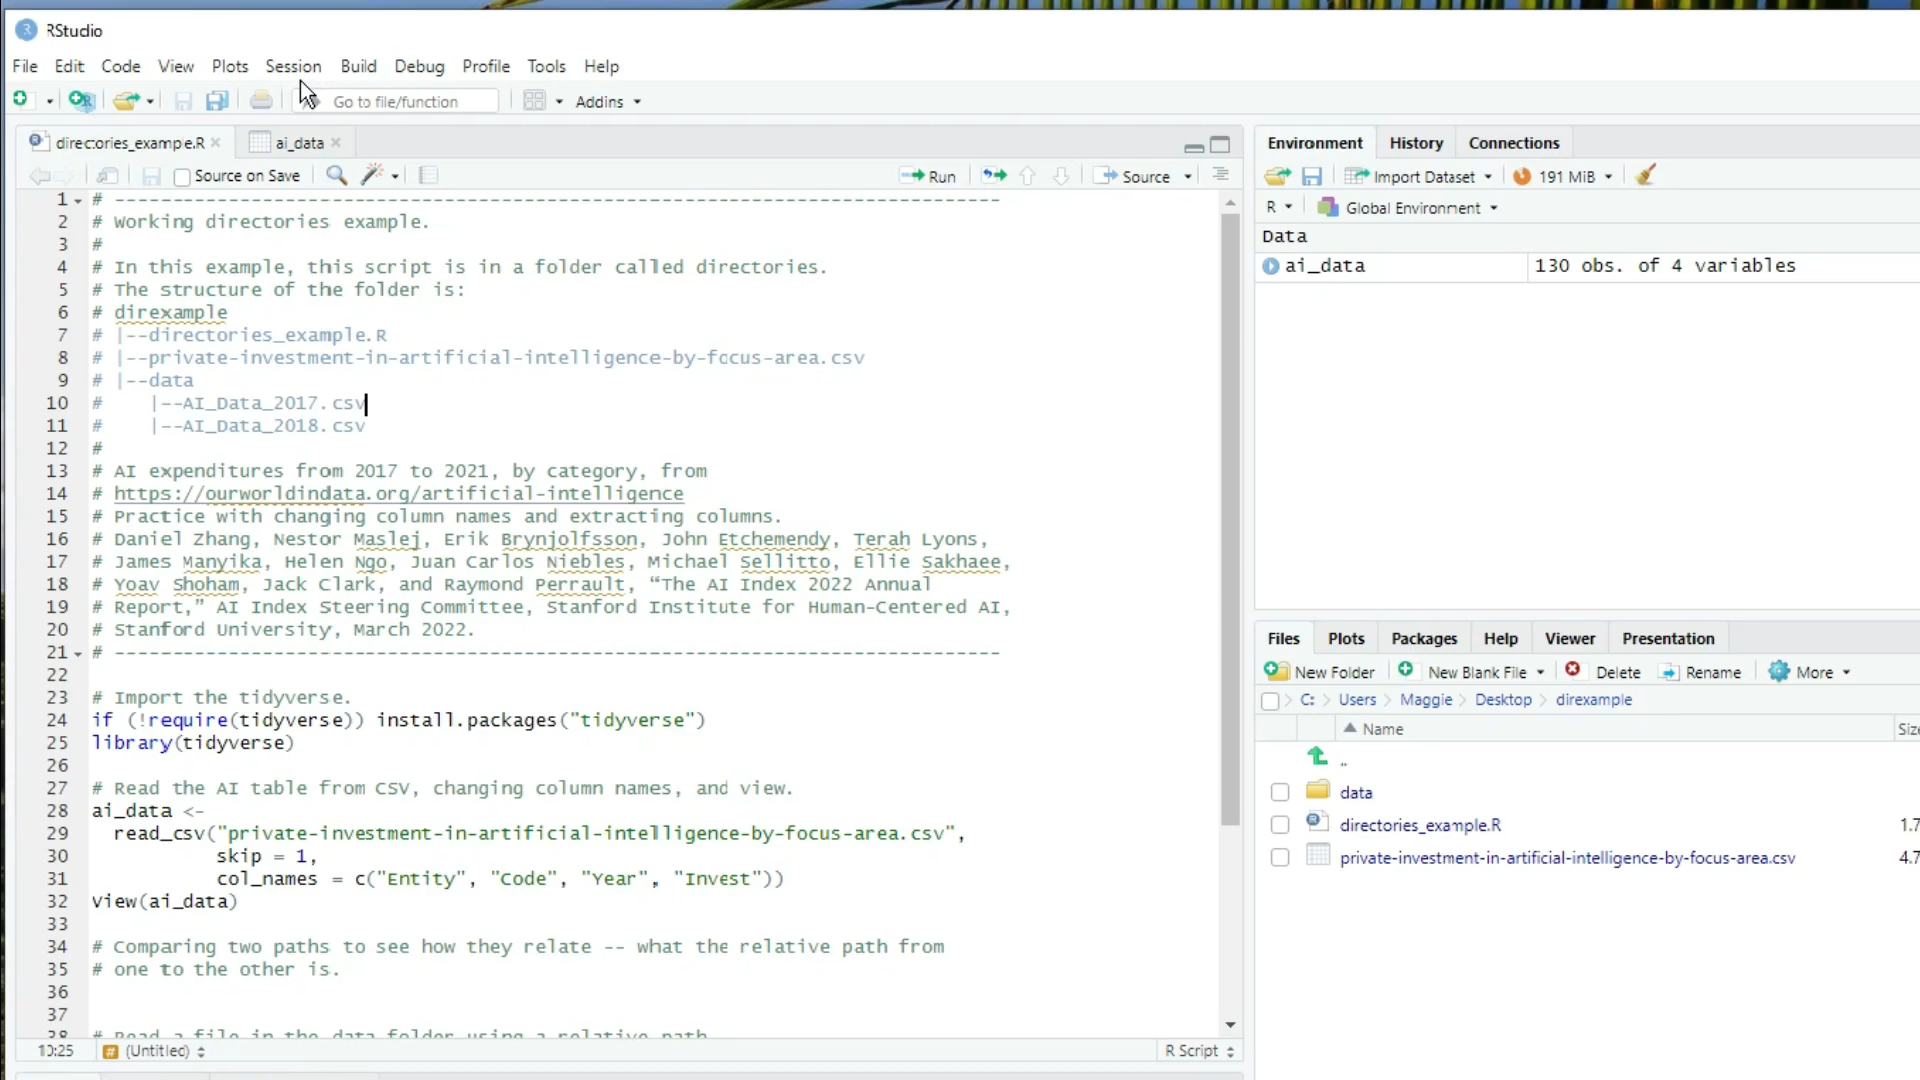 RStudio
File Edit Code View Plots Session Build Debug Profile Tools Help
Go to file/function Addins
directories_example.R ai_data
Source on Save Run Source
1 # ------------------------------------------------------------------------------
2 # Working directories example.
3 #
4 # In this example, this script is in a folder called directories.
5 # The structure of the folder is:
6 # direxample
7 # |--directories_example.R
8 # |--private-investment-in-artificial-intelligence-by-focus-area.csv
9 # |--data
10 #    |--AI_Data_2017.csv
11 #    |--AI_Data_2018.csv
12 #
13 # AI expenditures from 2017 to 2021, by category, from
14 # https://ourworldindata.org/artificial-intelligence
15 # Practice with changing column names and extracting columns.
16 # Daniel Zhang, Nestor Maslej, Erik Brynjolfsson, John Etchemendy, Terah Lyons,
17 # James Manyika, Helen Ngo, Juan Carlos Niebles, Michael Sellitto, Ellie Sakhaee,
18 # Yoav Shoham, Jack Clark, and Raymond Perrault, “The AI Index 2022 Annual
19 # Report,” AI Index Steering Committee, Stanford Institute for Human-Centered AI,
20 # Stanford University, March 2022.
21 # ------------------------------------------------------------------------------
22
23 # Import the tidyverse.
24 if (!require(tidyverse)) install.packages("tidyverse")
25 library(tidyverse)
26
27 # Read the AI table from CSV, changing column names, and view.
28 ai_data <-
29   read_csv("private-investment-in-artificial-intelligence-by-focus-area.csv",
30            skip = 1,
31            col_names = c("Entity", "Code", "Year", "Invest"))
32 View(ai_data)
33
34 # Comparing two paths to see how they relate -- what the relative path from
35 # one to the other is.
36
37
38 # Read a file in the data folder using a relative path
10:25 (Untitled) R Script
Environment History Connections
Import Dataset 191 MiB
R Global Environment
Data
ai_data 130 obs. of 4 variables
Files Plots Packages Help Viewer Presentation
New Folder New Blank File Delete Rename More
C: Users Maggie Desktop direxample
Name
..
data
directories_example.R 1.7
private-investment-in-artificial-intelligence-by-focus-area.csv 4.7